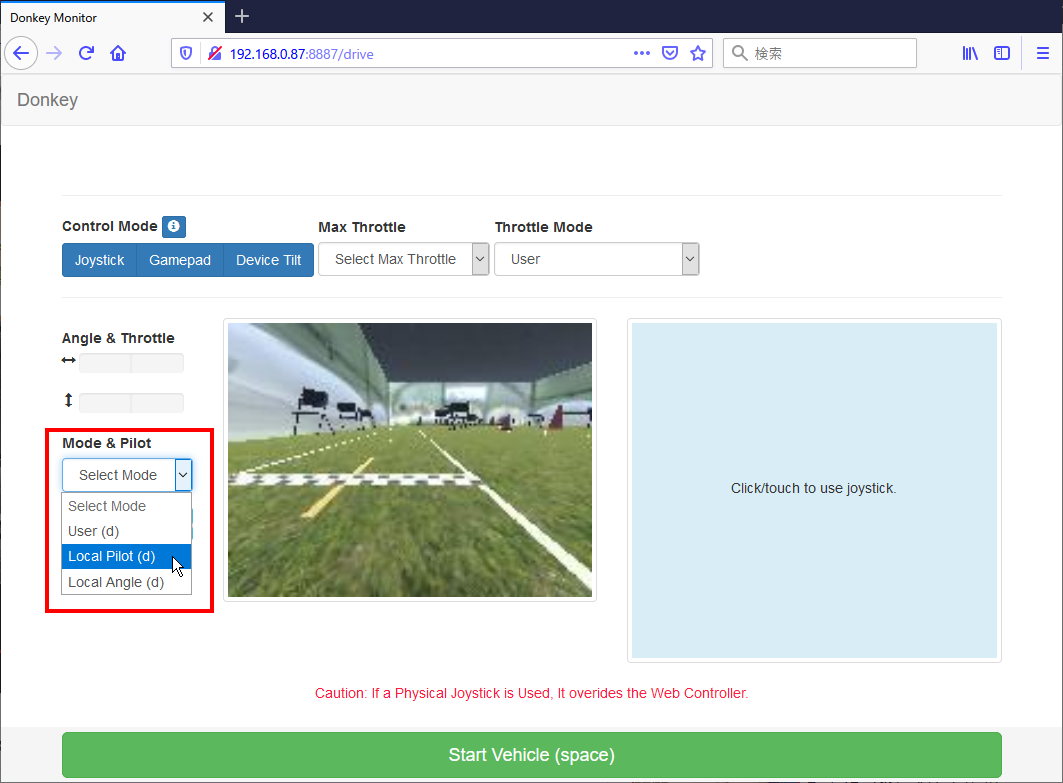 Donkey Monitor
192.168.0.87:8887/drive
検索
Donkey
Control Mode
Max Throttle
Throttle Mode
Joystick
Gamepad
Device Tilt
Select Max Throttle
User
Angle & Throttle
Mode & Pilot
Select Mode
Select Mode
User (d)
Local Pilot (d)
Local Angle (d)
Click/touch to use joystick.
Caution: If a Physical Joystick is Used, It overides the Web Controller.
Start Vehicle (space)